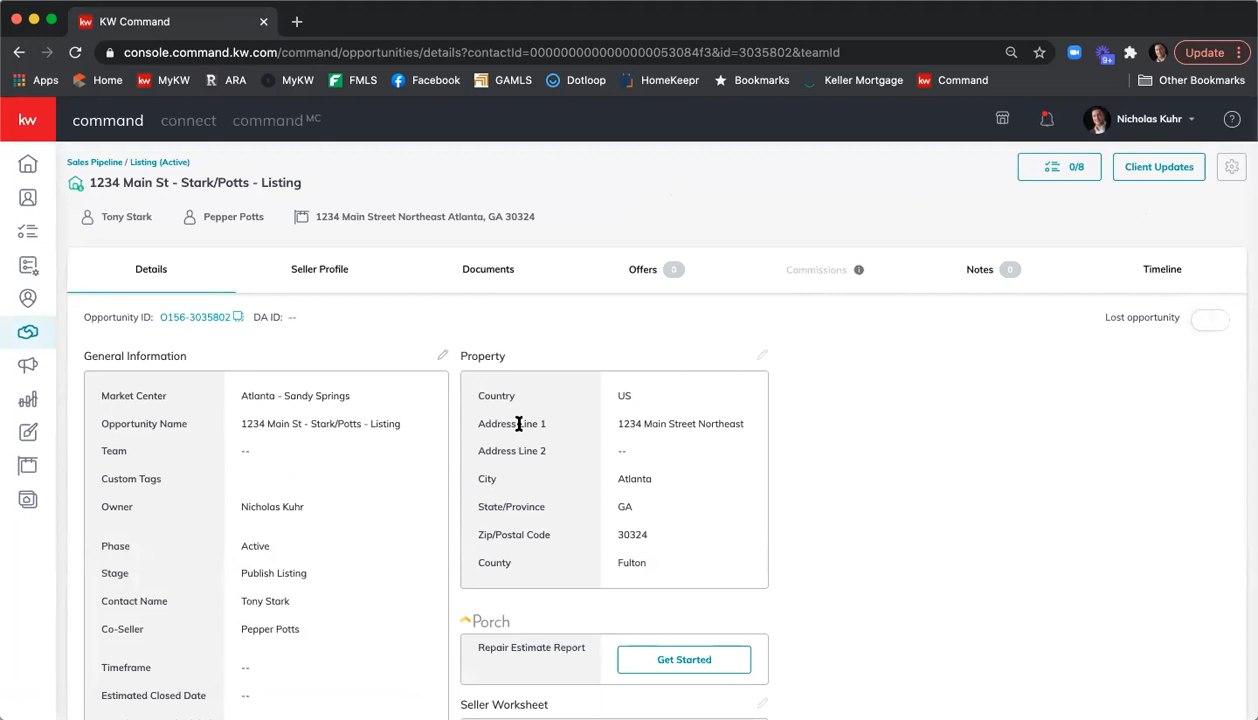 KW Command
console.command.kw.com/command/opportunities/details?contactId=0000000000000000053084f3&id=3035802&teamId
9+
Update
Apps Home MyKW ARA MyKW FMLS Facebook GAMLS Dotloop HomeKeepr Bookmarks Keller Mortgage Command Other Bookmarks
kw command connect command MC Nicholas Kuhr
Sales Pipeline / Listing (Active)
0/8 Client Updates
1234 Main St - Stark/Potts - Listing
Tony Stark Pepper Potts 1234 Main Street Northeast Atlanta, GA 30324
Details Seller Profile Documents Offers 0 Commissions Notes 0 Timeline
Opportunity ID: O156-3035802 DA ID: -- Lost opportunity
General Information
Market Center Atlanta - Sandy Springs
Opportunity Name 1234 Main St - Stark/Potts - Listing
Team --
Custom Tags
Owner Nicholas Kuhr
Phase Active
Stage Publish Listing
Contact Name Tony Stark
Co-Seller Pepper Potts
Timeframe --
Estimated Closed Date --
Property
Country US
Address Line 1 1234 Main Street Northeast
Address Line 2 --
City Atlanta
State/Province GA
Zip/Postal Code 30324
County Fulton
Porch
Repair Estimate Report Get Started
Seller Worksheet